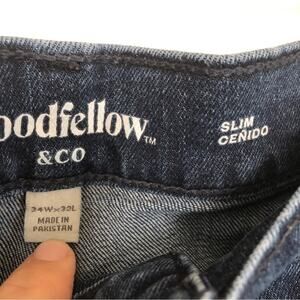 oodfellow™
& CO
SLIM
CEÑIDO
34W x 30L
MADE IN
PAKISTAN